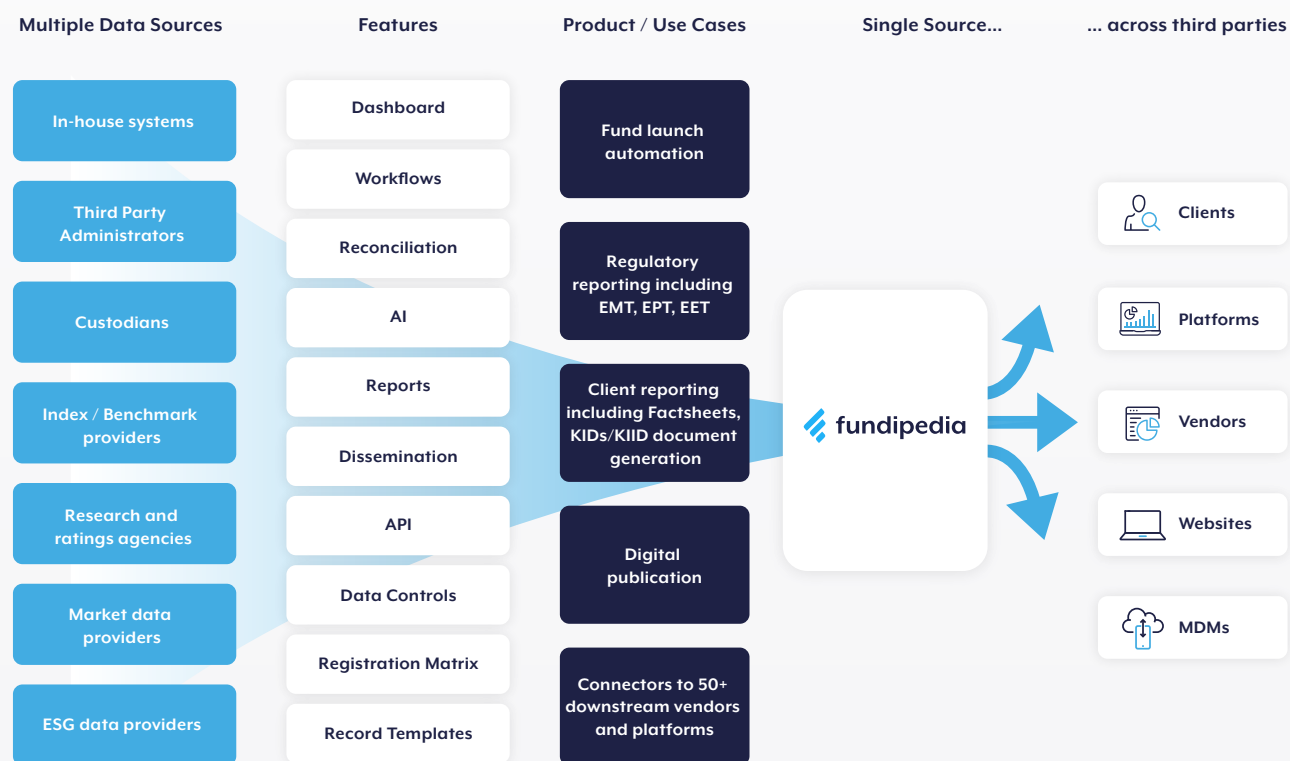 Multiple Data Sources
Features
Product / Use Cases
Single Source...
... across third parties
In-house systems
Third Party
Administrators
Custodians
Index / Benchmark
providers
Research and
ratings agencies
Market data
providers
ESG data providers
Dashboard
Workflows
Reconciliation
AI
Reports
Dissemination
API
Data Controls
Registration Matrix
Record Templates
Fund launch
automation
Regulatory
reporting including
EMT, EPT, EET
Client reporting
including Factsheets,
KIDs/KIID document
generation
Digital
publication
Connectors to 50+
downstream vendors
and platforms
fundipedia
Clients
Platforms
Vendors
Websites
MDMs